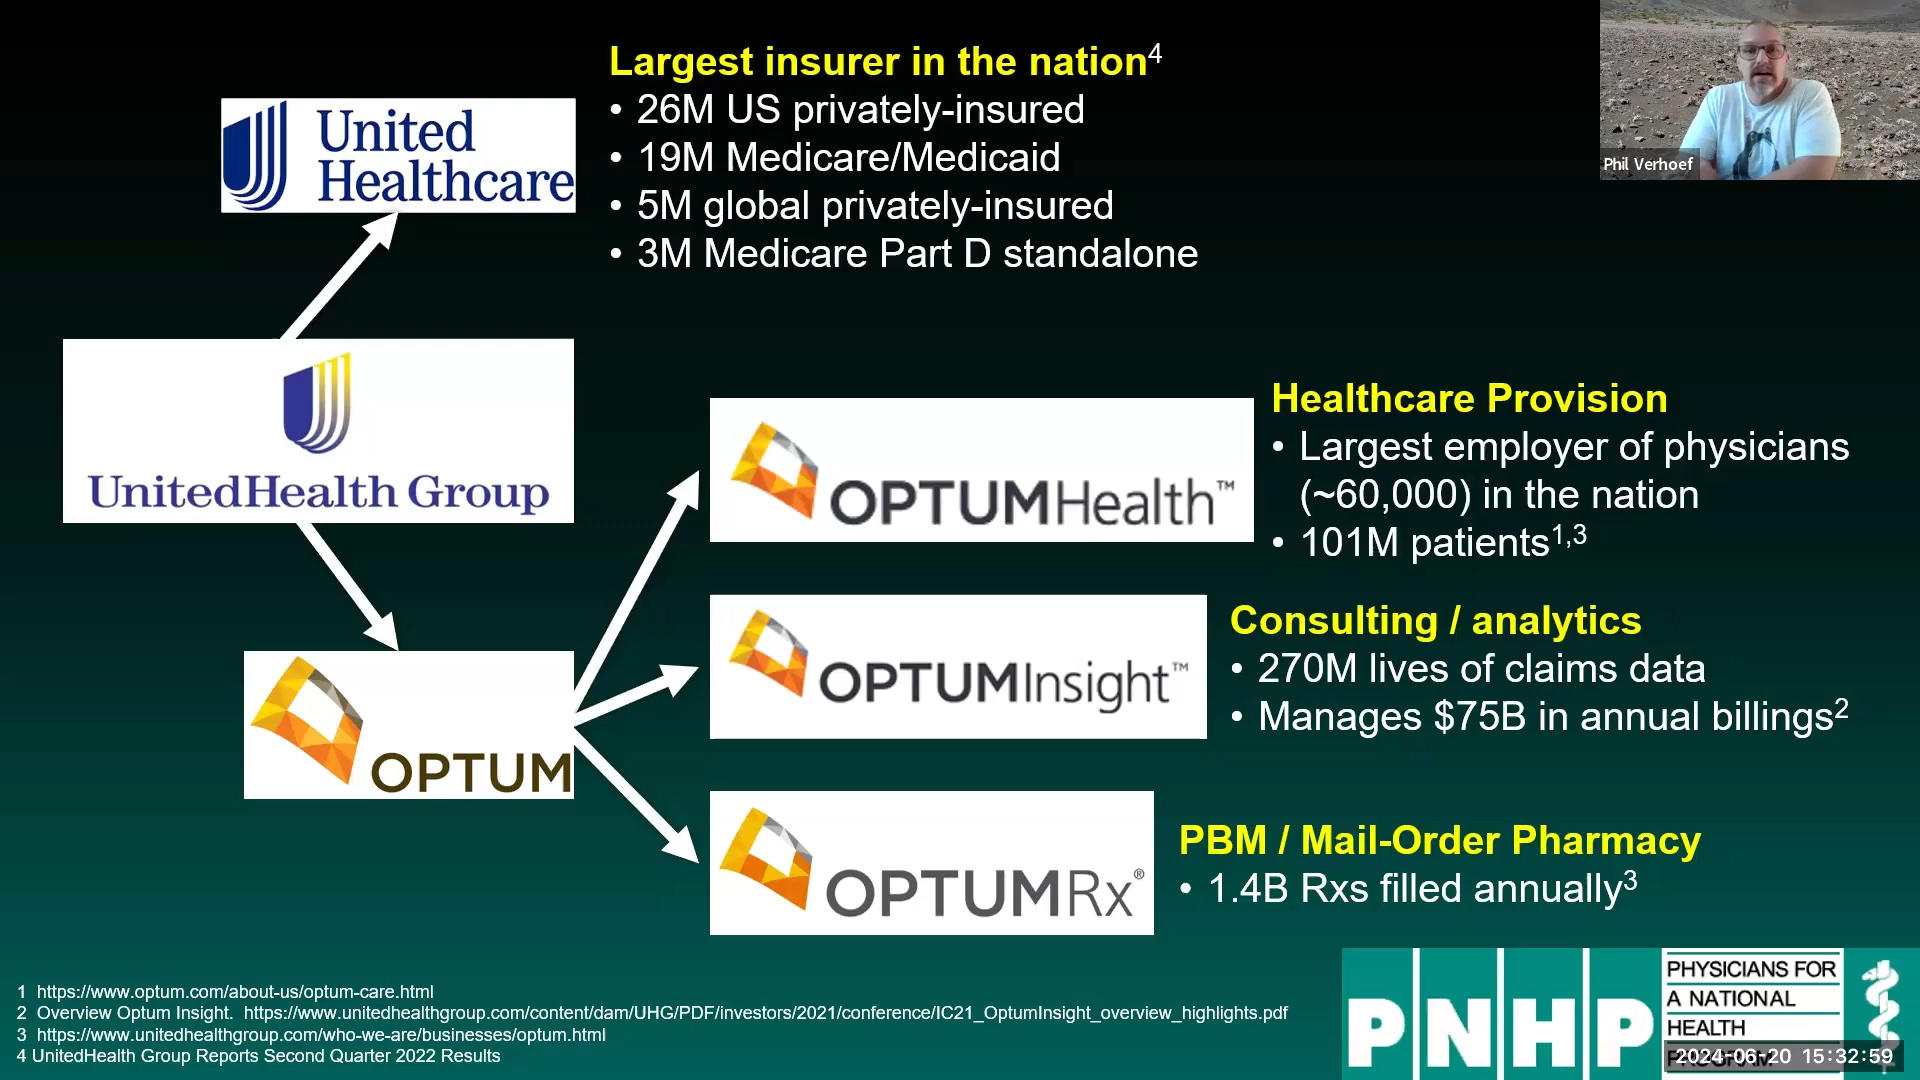 Largest insurer in the nation4
• 26M US privately-insured
• 19M Medicare/Medicaid
• 5M global privately-insured
• 3M Medicare Part D standalone
United
Healthcare
Phil Verhoef
UnitedHealth Group
OPTUM
OPTUMHealth™
Healthcare Provision
• Largest employer of physicians
(~60,000) in the nation
• 101M patients1,3
OPTUMInsight™
Consulting / analytics
• 270M lives of claims data
• Manages $75B in annual billings2
OPTUMRx®
PBM / Mail-Order Pharmacy
• 1.4B Rxs filled annually3
1 https://www.optum.com/about-us/optum-care.html
2 Overview Optum Insight. https://www.unitedhealthgroup.com/content/dam/UHG/PDF/investors/2021/conference/IC21_OptumInsight_overview_highlights.pdf
3 https://www.unitedhealthgroup.com/who-we-are/businesses/optum.html
4 UnitedHealth Group Reports Second Quarter 2022 Results
PNHP
PHYSICIANS FOR
A NATIONAL
HEALTH
PROGRAM
2024-06-20 15:32:59